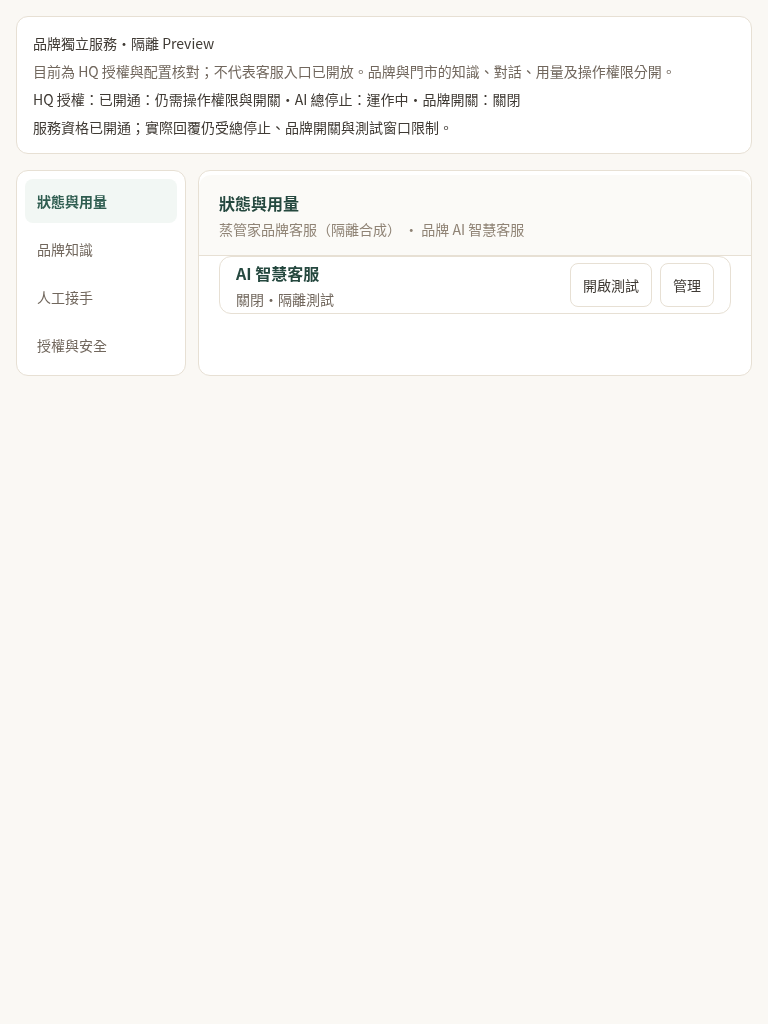 品牌獨立服務・隔離 Preview
目前為 HQ 授權與配置核對；不代表客服入口已開放。品牌與門市的知識、對話、用量及操作權限分開。
HQ 授權：已開通：仍需操作權限與開關・AI 總停止：運作中・品牌開關：關閉
服務資格已開通；實際回覆仍受總停止、品牌開關與測試窗口限制。
狀態與用量
品牌知識
人工接手
授權與安全
狀態與用量
蒸管家品牌客服（隔離合成）・品牌 AI 智慧客服
AI 智慧客服
關閉・隔離測試
開啟測試
管理